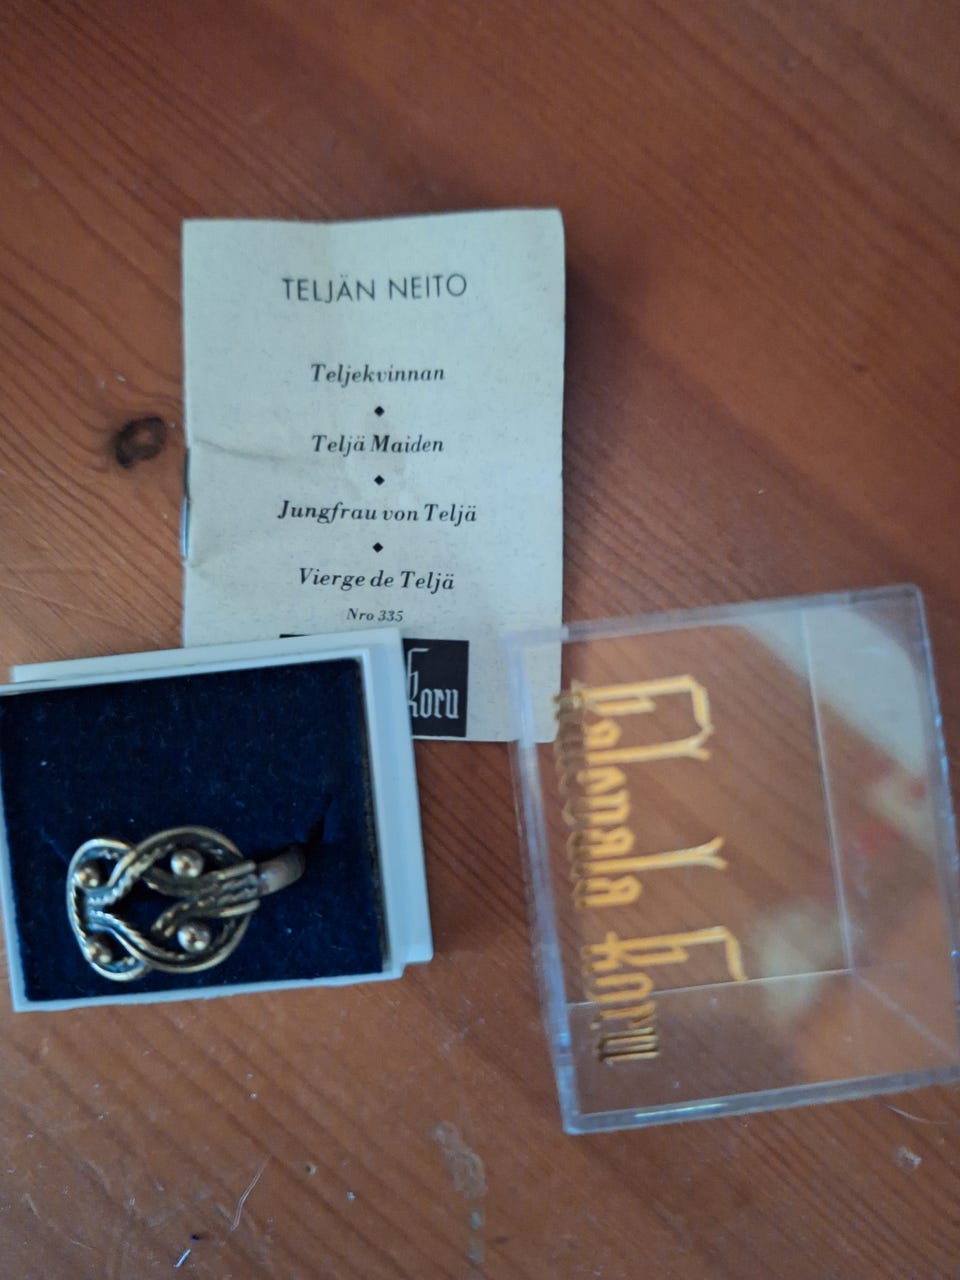 TELJÄN NEITO
Teljekvinnan
Teljä Maiden
Jungfrau von Teljä
Vierge de Teljä
Nro 335
Koru
Kalevala Koru